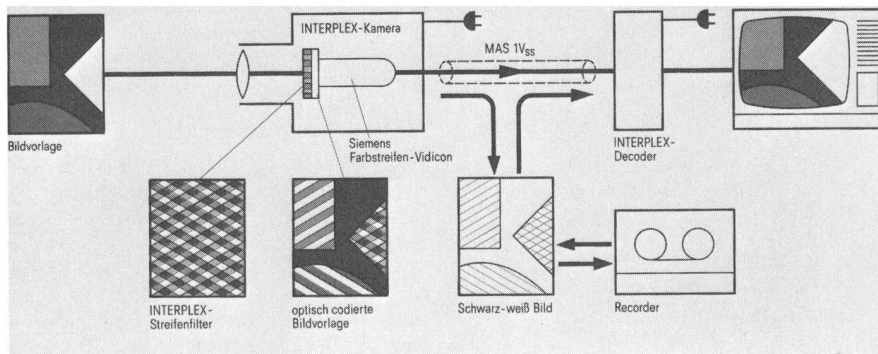 INTERPLEX-Kamera
MAS 1Vss
Bildvorlage
Siemens
Farbstreifen-Vidicon
INTERPLEX-
Decoder
INTERPLEX-
Streifenfilter
optisch codierte
Bildvorlage
Schwarz-weiß Bild
Recorder